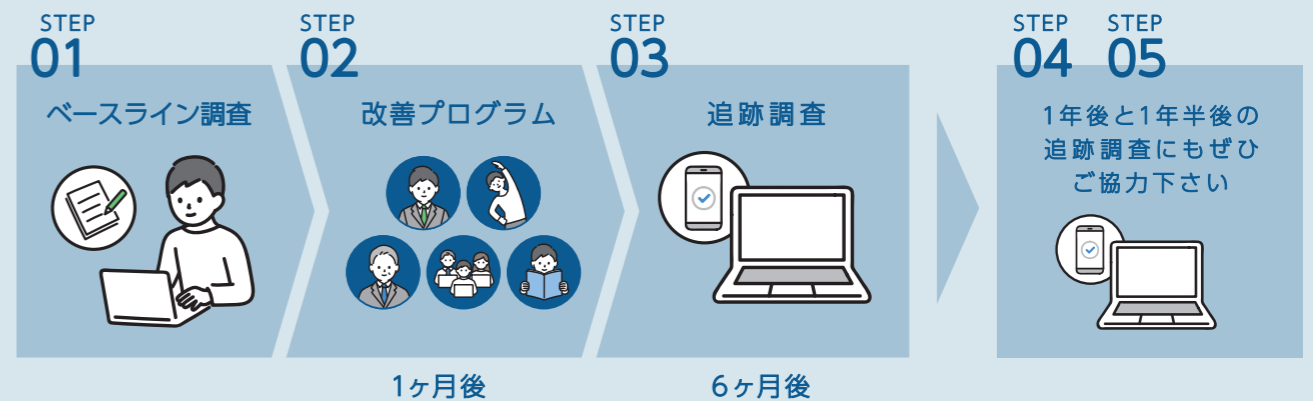 STEP
01
ベースライン調査
STEP
02
改善プログラム
1ヶ月後
STEP
03
追跡調査
6ヶ月後
STEP
04
STEP
05
1年後と1年半後の
追跡調査にもぜひ
ご協力下さい